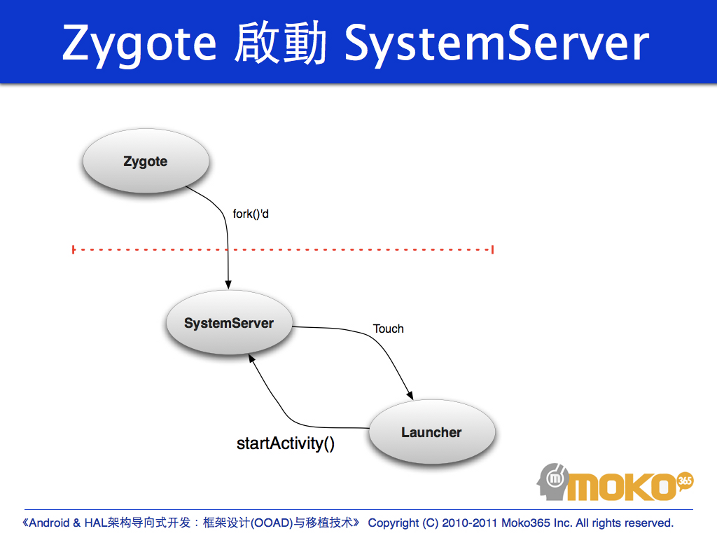 Zygote 啟動 SystemServer
Zygote
fork()'d
SystemServer
Touch
startActivity()
Launcher
m
MOKO 365
《Android & HAL架构导向式开发：框架设计(OOAD)与移植技术》 Copyright (C) 2010-2011 Moko365 Inc. All rights reserved.